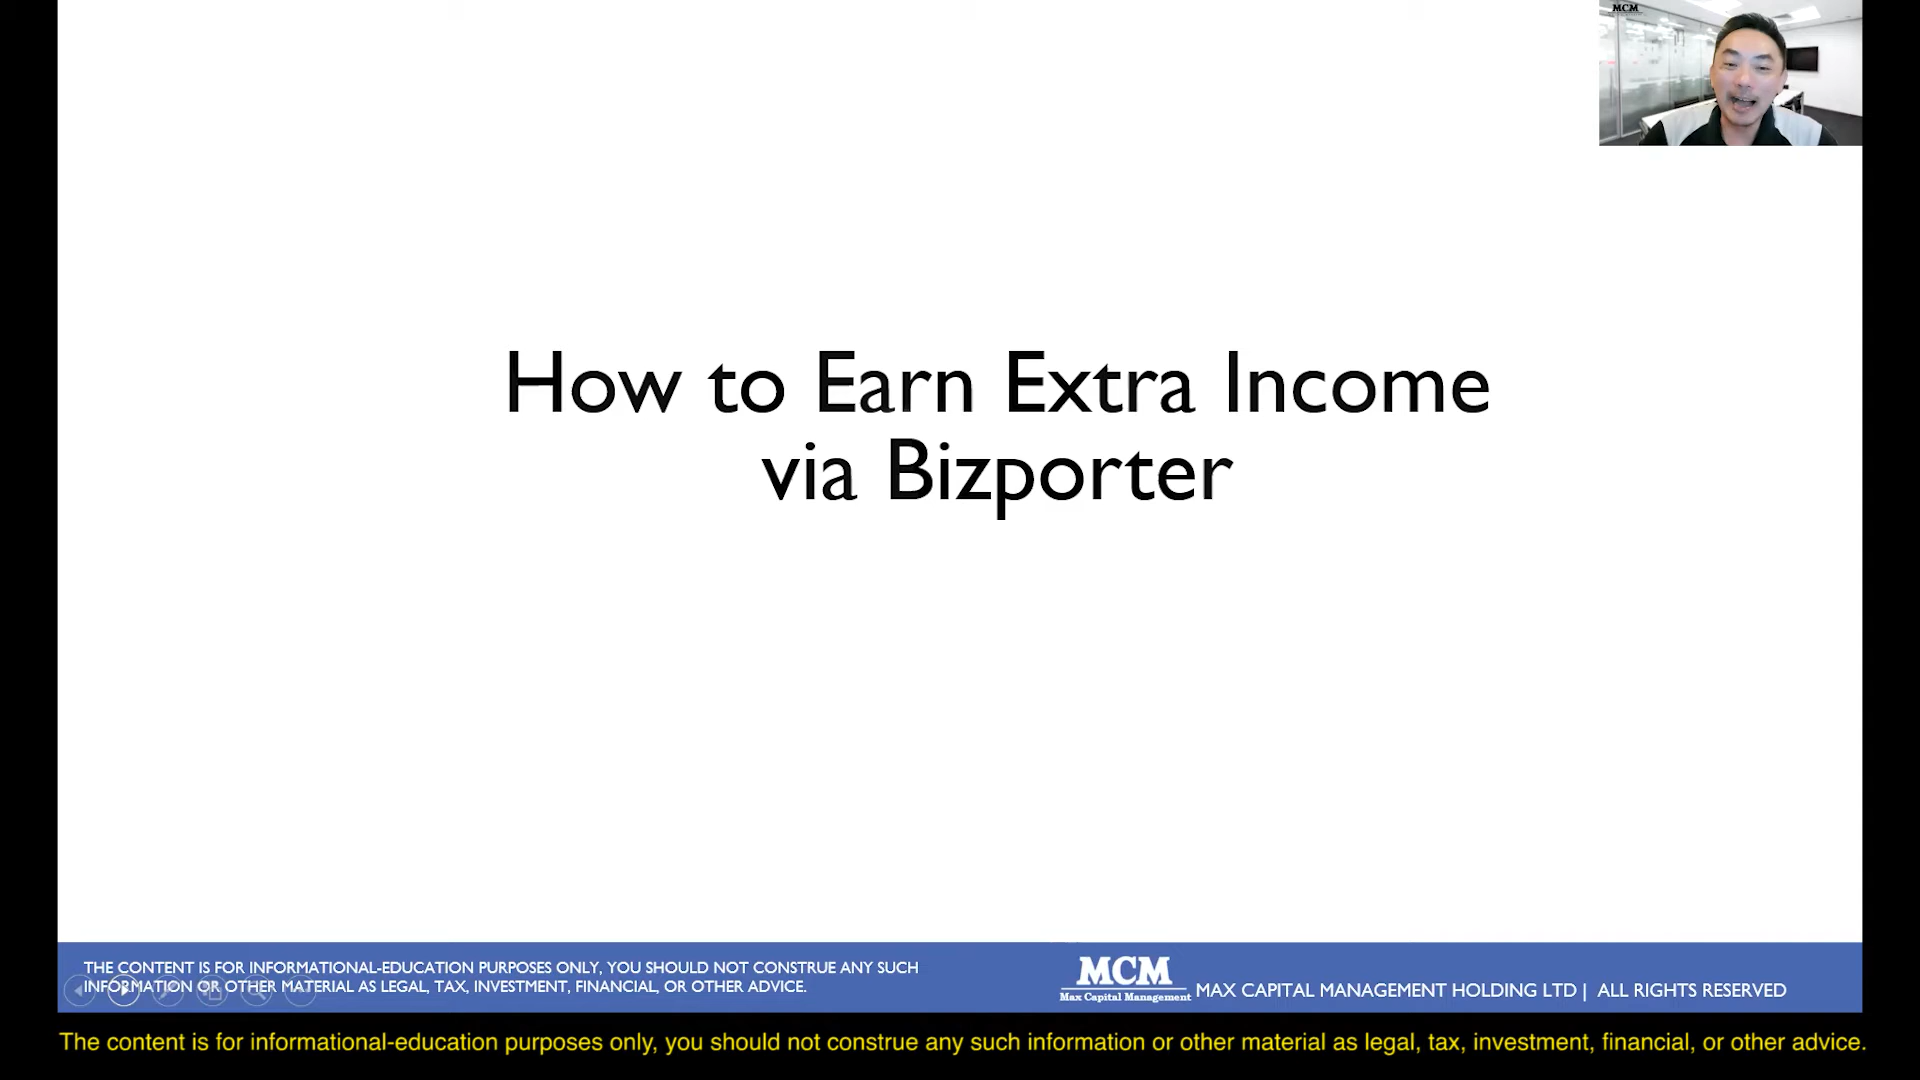 MCM
How to Earn Extra Income
via Bizporter
THE CONTENT IS FOR INFORMATIONAL-EDUCATION PURPOSES ONLY, YOU SHOULD NOT CONSTRUE ANY SUCH
INFORMATION OR OTHER MATERIAL AS LEGAL, TAX, INVESTMENT, FINANCIAL, OR OTHER ADVICE.
MCM
Max Capital Management
MAX CAPITAL MANAGEMENT HOLDING LTD | ALL RIGHTS RESERVED
The content is for informational-education purposes only, you should not construe any such information or other material as legal, tax, investment, financial, or other advice.